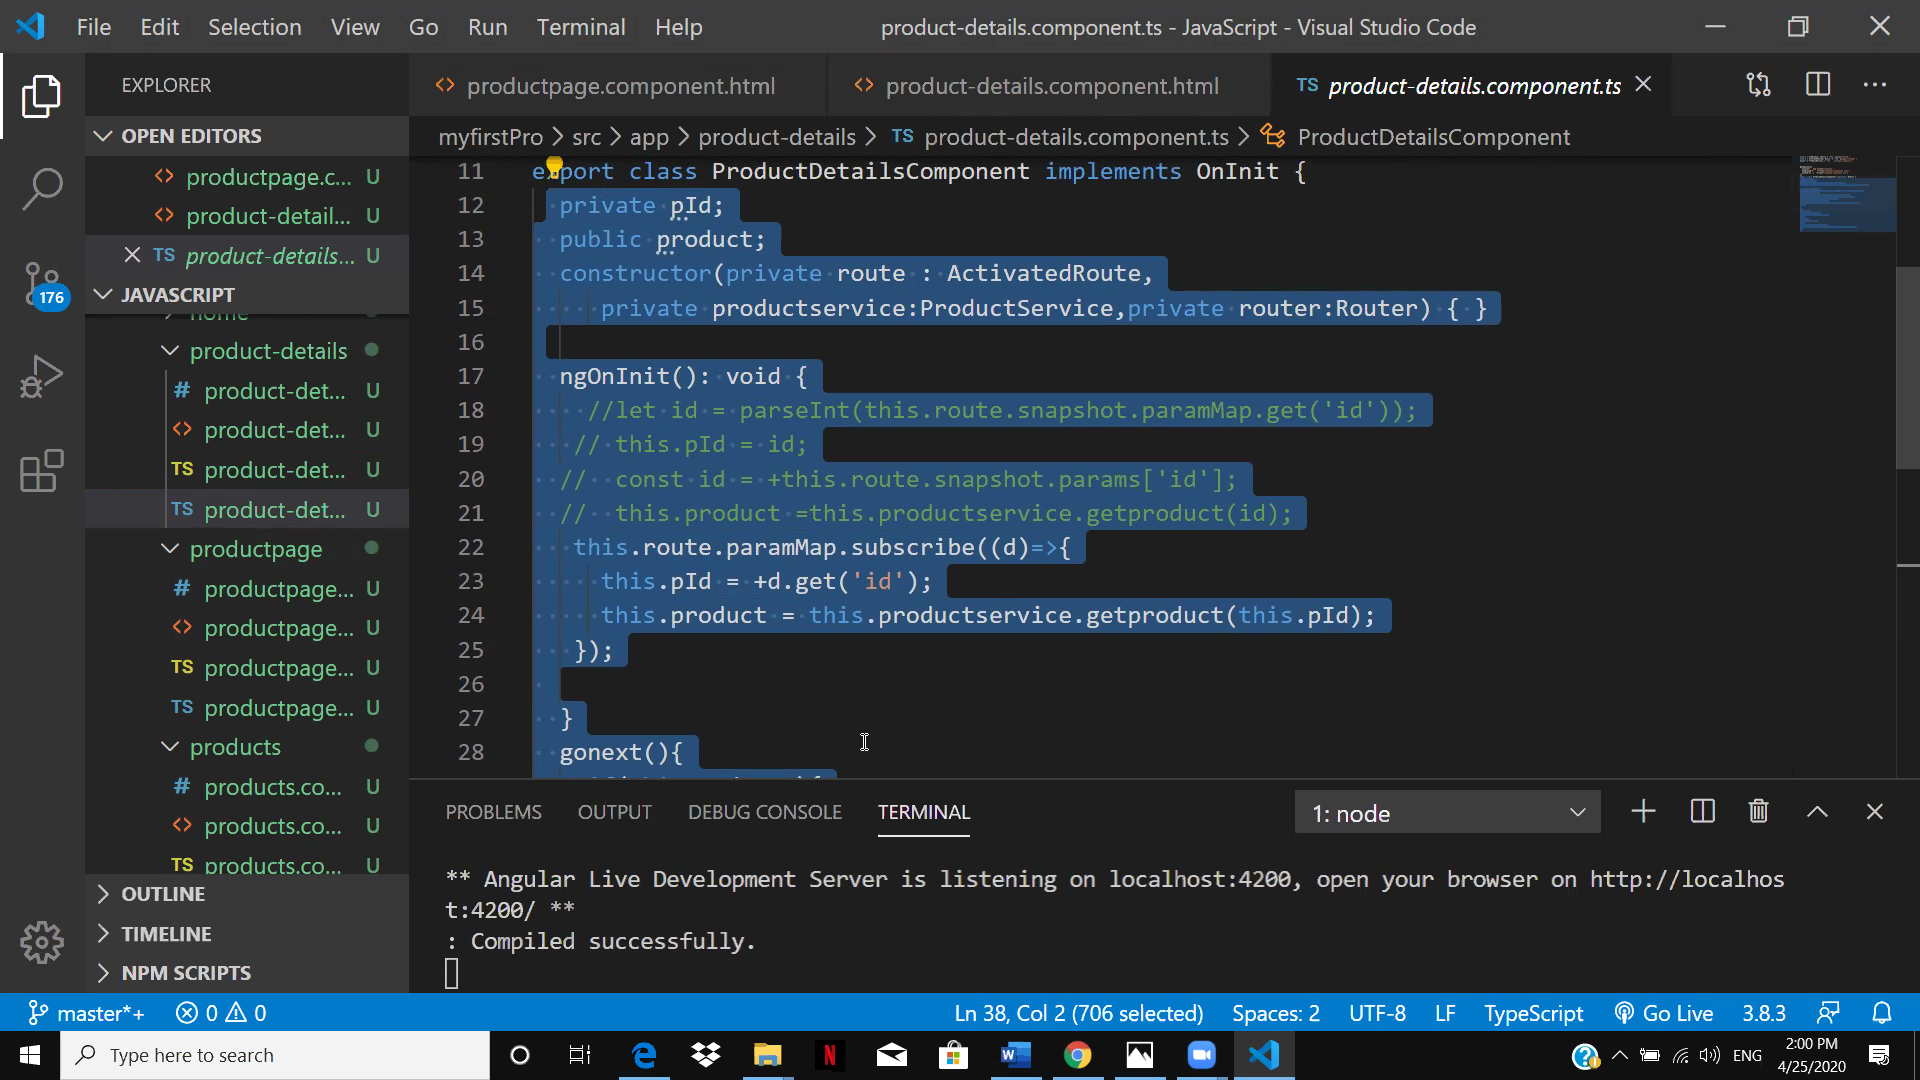 File Edit Selection View Go Run Terminal Help
product-details.component.ts - JavaScript - Visual Studio Code
EXPLORER
OPEN EDITORS
productpage.c... U
product-detail... U
TS product-details... U
JAVASCRIPT
home
product-details
# product-det... U
product-det... U
TS product-det... U
TS product-det... U
productpage
# productpage... U
productpage... U
TS productpage... U
TS productpage... U
products
# products.co... U
products.co... U
TS products.co... U
OUTLINE
TIMELINE
NPM SCRIPTS
176
productpage.component.html
product-details.component.html
TS product-details.component.ts
myfirstPro > src > app > product-details > TS product-details.component.ts > ProductDetailsComponent
11 export class ProductDetailsComponent implements OnInit {
12 private pId;
13 public product;
14 constructor(private route : ActivatedRoute,
15 private productservice:ProductService,private router:Router) { }
16
17 ngOnInit(): void {
18 //let id = parseInt(this.route.snapshot.paramMap.get('id'));
19 // this.pId = id;
20 // const id = +this.route.snapshot.params['id'];
21 // this.product =this.productservice.getproduct(id);
22 this.route.paramMap.subscribe((d)=>{
23 this.pId = +d.get('id');
24 this.product = this.productservice.getproduct(this.pId);
25 });
26
27 }
28 gonext(){
PROBLEMS OUTPUT DEBUG CONSOLE TERMINAL
1: node
** Angular Live Development Server is listening on localhost:4200, open your browser on http://localhos
t:4200/ **
: Compiled successfully.
master*+ 0 0
Ln 38, Col 2 (706 selected) Spaces: 2 UTF-8 LF TypeScript Go Live 3.8.3
Type here to search
ENG
2:00 PM
4/25/2020